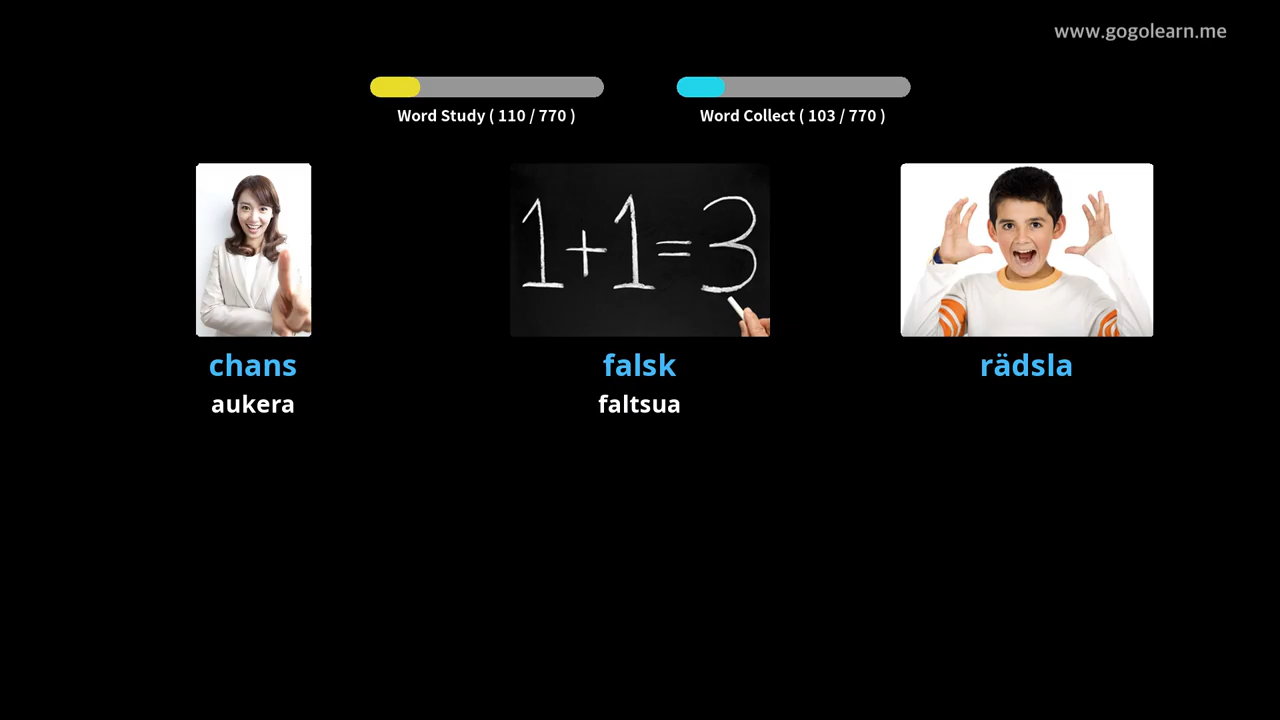 www.gogolearn.me
Word Study ( 110 / 770 )
Word Collect ( 103 / 770 )
1+1=3
chans
falsk
rädsla
aukera
faltsua